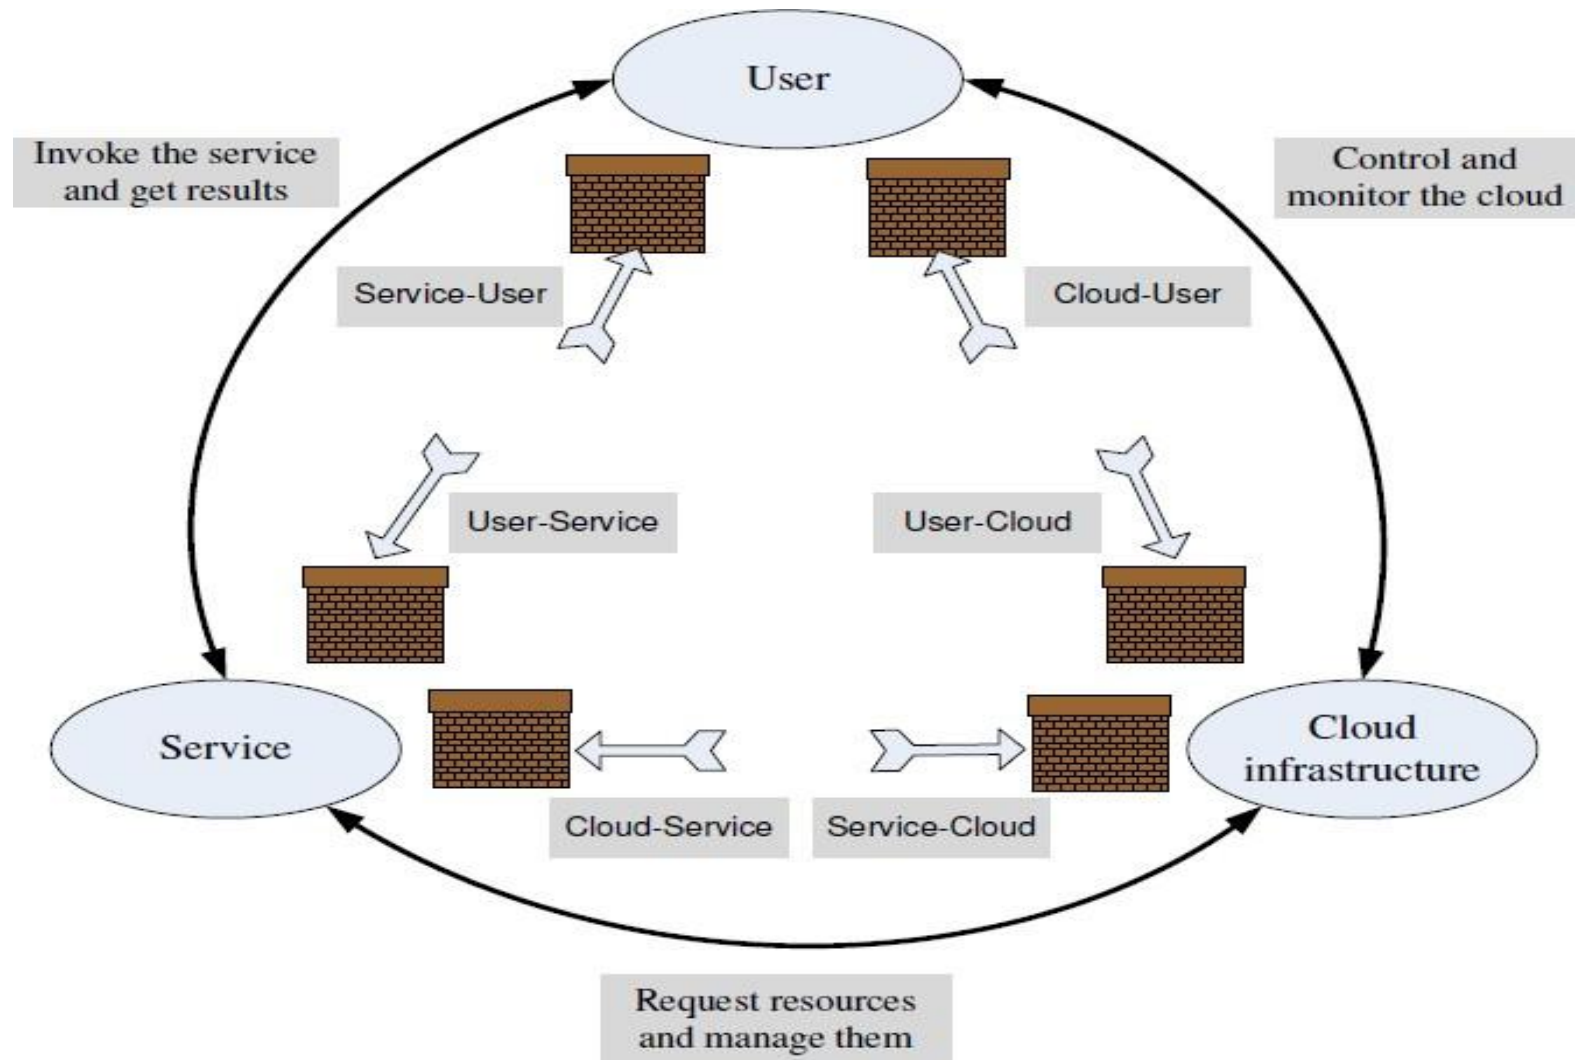 User
Invoke the service
and get results
Control and
monitor the cloud
Service-User
Cloud-User
User-Service
User-Cloud
Service
Cloud
infrastructure
Cloud-Service
Service-Cloud
Request resources
and manage them